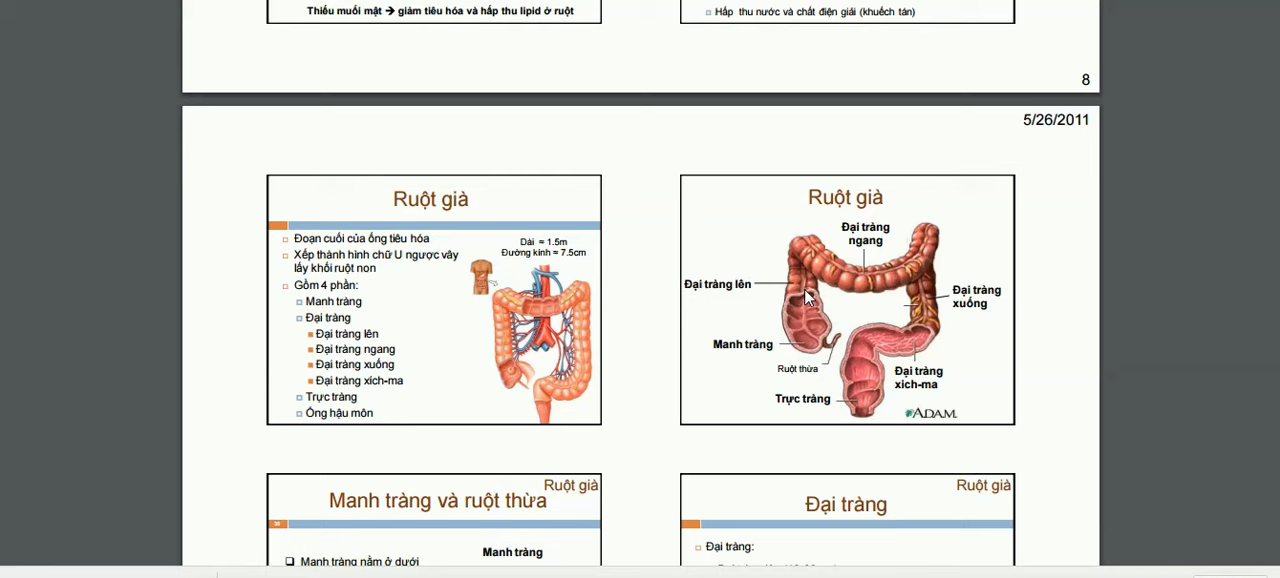 Thiếu muối mật → giảm tiêu hóa và hấp thu lipid ở ruột
Hấp thu nước và chất điện giải (khuếch tán)
8
5/26/2011
Ruột già
Đoạn cuối của ống tiêu hóa
Xếp thành hình chữ U ngược vây
lấy khối ruột non
Gồm 4 phần:
Manh tràng
Đại tràng
Đại tràng lên
Đại tràng ngang
Đại tràng xuống
Đại tràng xích-ma
Trực tràng
Ống hậu môn
Dài ≈ 1.5m
Đường kính ≈ 7.5cm
Ruột già
Đại tràng
ngang
Đại tràng lên
Đại tràng
xuống
Manh tràng
Ruột thừa
Đại tràng
xich-ma
Trực tràng
ADAM.
Ruột già
Manh tràng và ruột thừa
Manh tràng
Manh tràng nằm ở dưới
Ruột già
Đại tràng
Đại tràng: